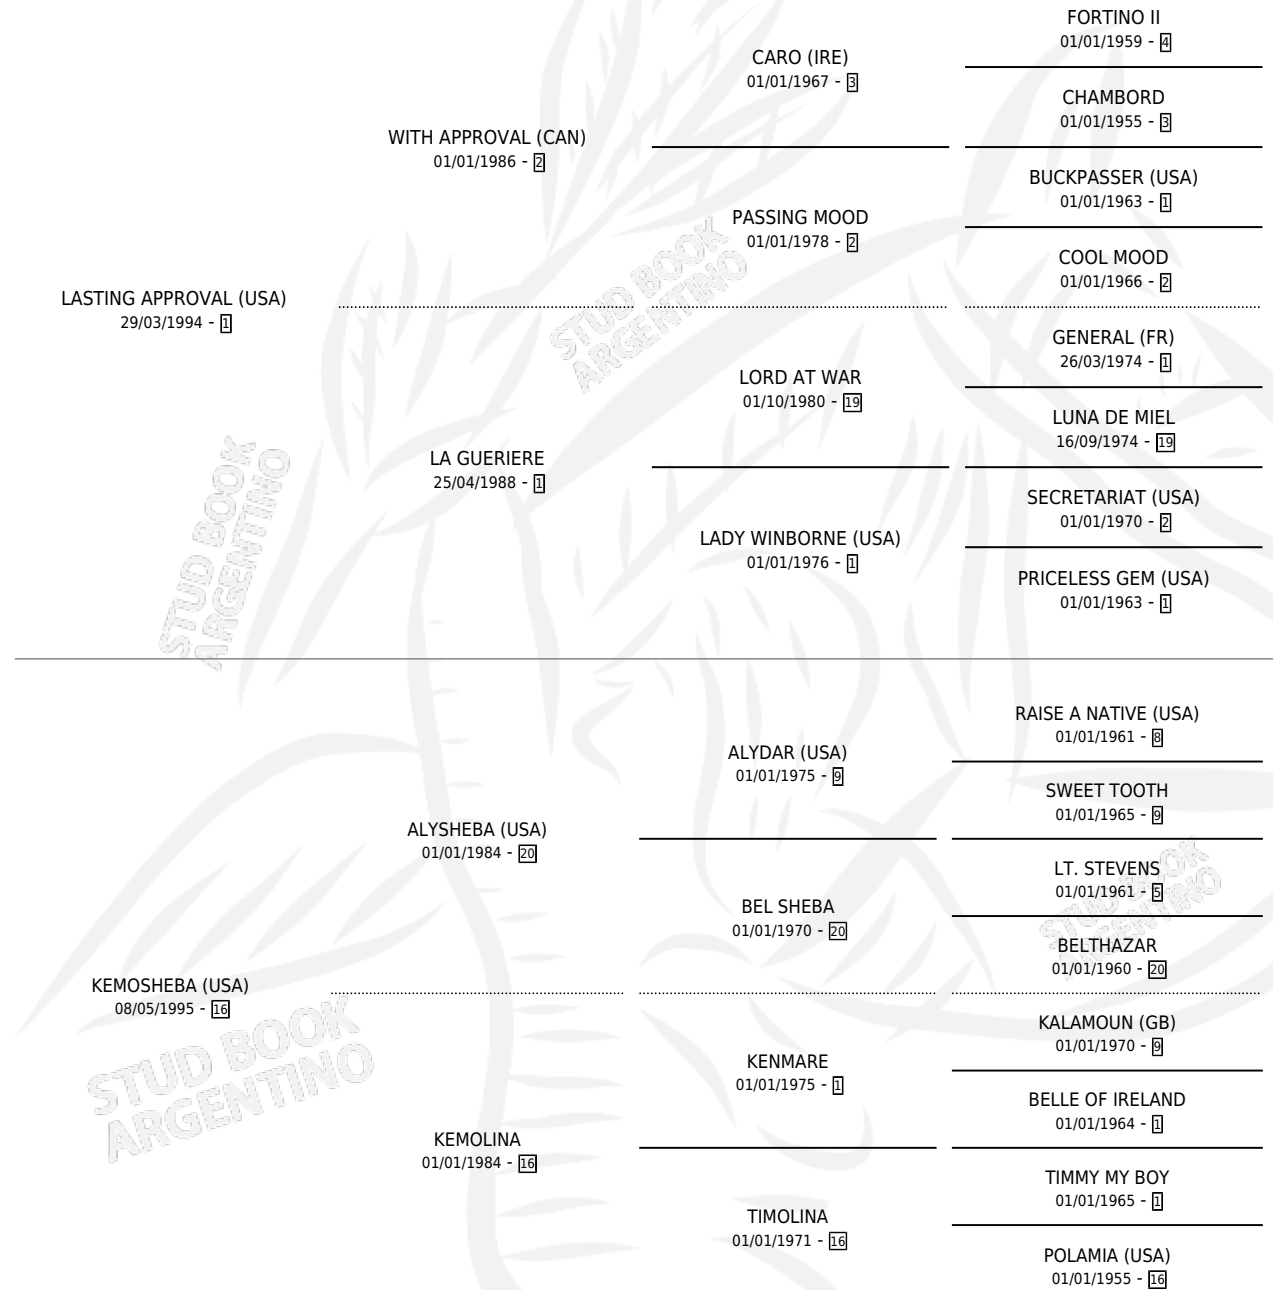 FORTINO II
01/01/1959 - 4
CARO (IRE)
01/01/1967 - 3
CHAMBORD
01/01/1955 - 3
WITH APPROVAL (CAN)
01/01/1986 - 2
BUCKPASSER (USA)
01/01/1963 - 1
PASSING MOOD
01/01/1978 - 2
COOL MOOD
01/01/1966 - 2
LASTING APPROVAL (USA)
29/03/1994 - 1
GENERAL (FR)
26/03/1974 - 1
LORD AT WAR
01/10/1980 - 19
LUNA DE MIEL
16/09/1974 - 19
LA GUERIERE
25/04/1988 - 1
SECRETARIAT (USA)
01/01/1970 - 2
LADY WINBORNE (USA)
01/01/1976 - 1
PRICELESS GEM (USA)
01/01/1963 - 1
STUD BOOK
ARGENTINO
STUD BOOK
ARGENTINO
RAISE A NATIVE (USA)
01/01/1961 - 8
ALYDAR (USA)
01/01/1975 - 9
SWEET TOOTH
01/01/1965 - 9
ALYSHEBA (USA)
01/01/1984 - 20
LT. STEVENS
01/01/1961 - 5
BEL SHEBA
01/01/1970 - 20
BELTHAZAR
01/01/1960 - 20
KEMOSHEBA (USA)
08/05/1995 - 16
KALAMOUN (GB)
01/01/1970 - 9
KENMARE
01/01/1975 - 1
BELLE OF IRELAND
01/01/1964 - 1
KEMOLINA
01/01/1984 - 16
TIMMY MY BOY
01/01/1965 - 1
TIMOLINA
01/01/1971 - 16
POLAMIA (USA)
01/01/1955 - 16
STUD BOOK
ARGENTINO
STUD BOOK
ARGENTINO